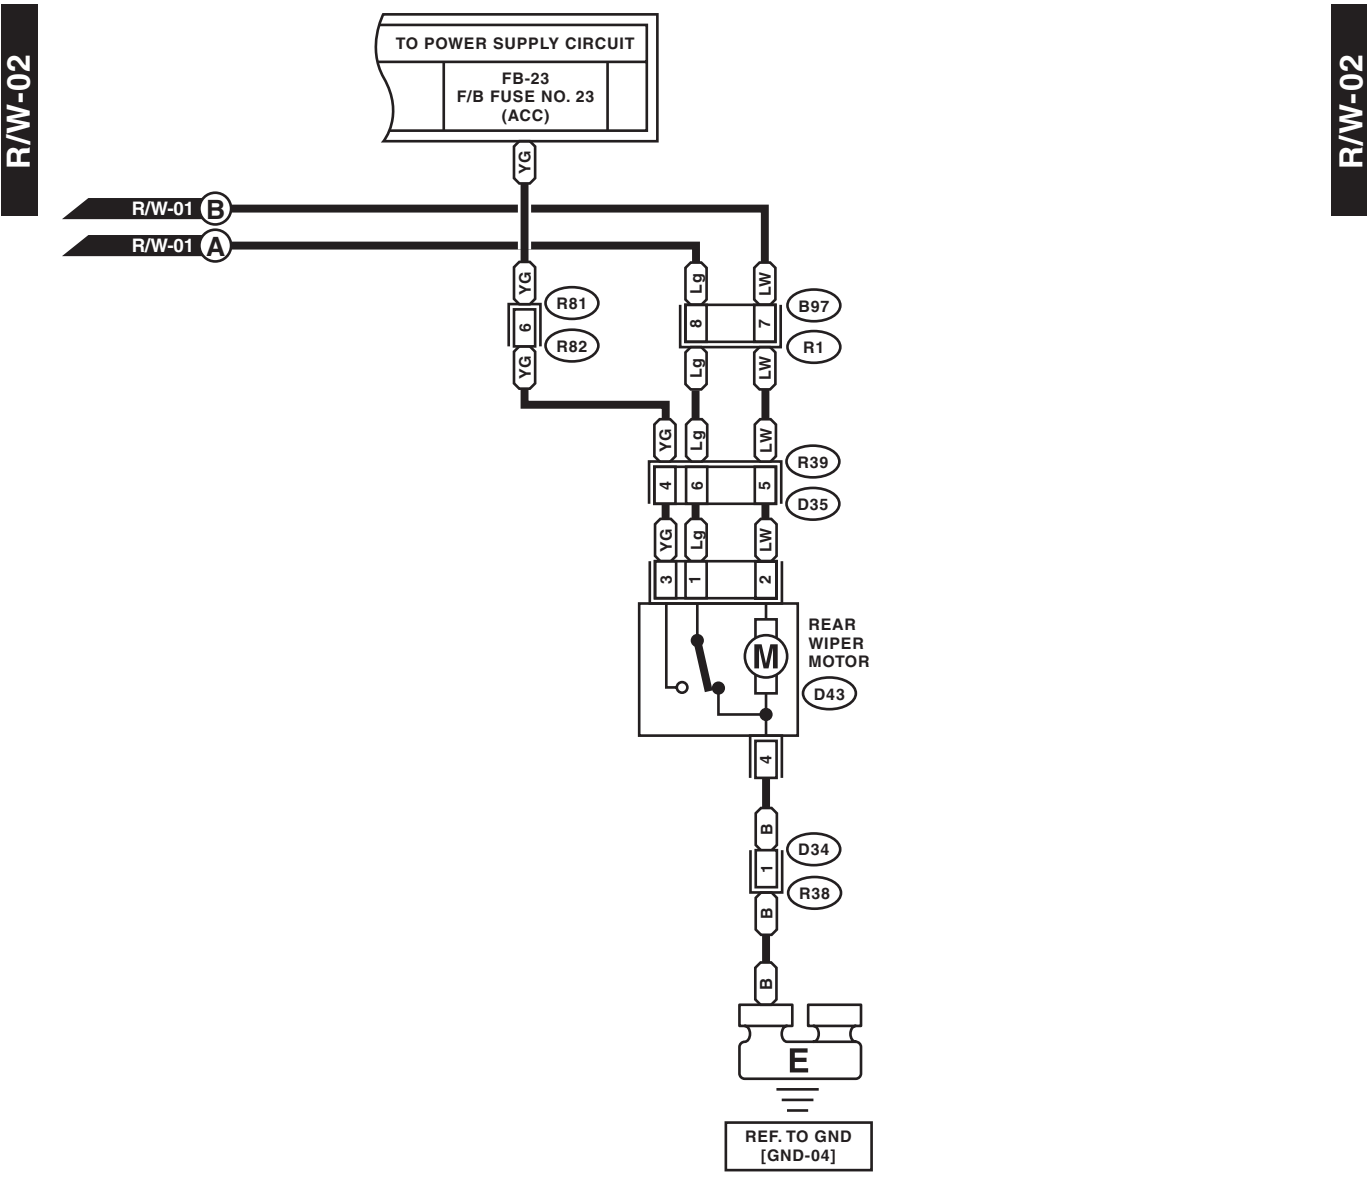 R/W-02
R/W-02
TO POWER SUPPLY CIRCUIT
FB-23
F/B FUSE NO. 23
(ACC)
YG
R/W-01 B
R/W-01 A
YG Lg LW
R81
B97
6 8 7
R82
R1
YG Lg LW
YG Lg LW
R39
4 6 5
D35
YG Lg LW
3 1 2
REAR
WIPER
MOTOR
M
D43
4
B
D34
1
R38
B
B
E
REF. TO GND
[GND-04]